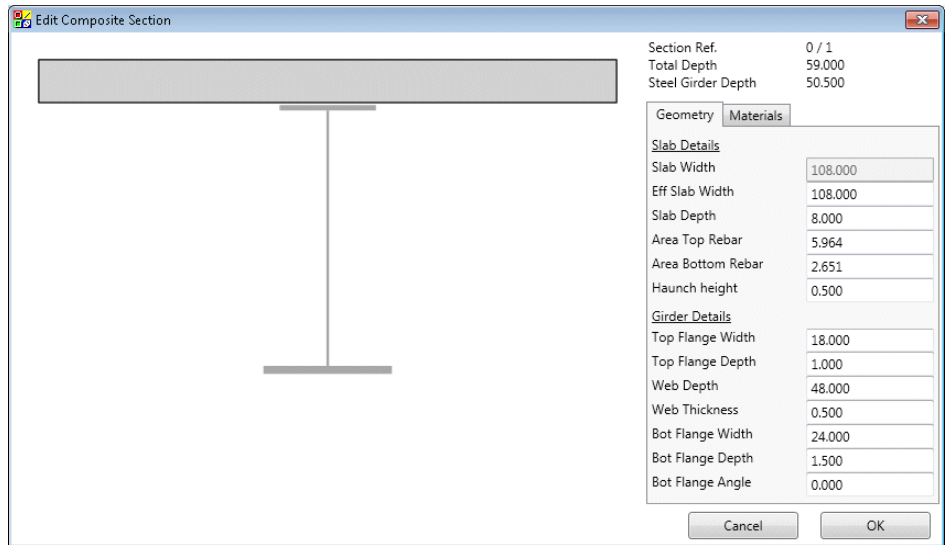 Edit Composite Section
Section Ref. 0 / 1
Total Depth 59.000
Steel Girder Depth 50.500
Geometry Materials
Slab Details
Slab Width 108.000
Eff Slab Width 108.000
Slab Depth 8.000
Area Top Rebar 5.964
Area Bottom Rebar 2.651
Haunch height 0.500
Girder Details
Top Flange Width 18.000
Top Flange Depth 1.000
Web Depth 48.000
Web Thickness 0.500
Bot Flange Width 24.000
Bot Flange Depth 1.500
Bot Flange Angle 0.000
Cancel OK